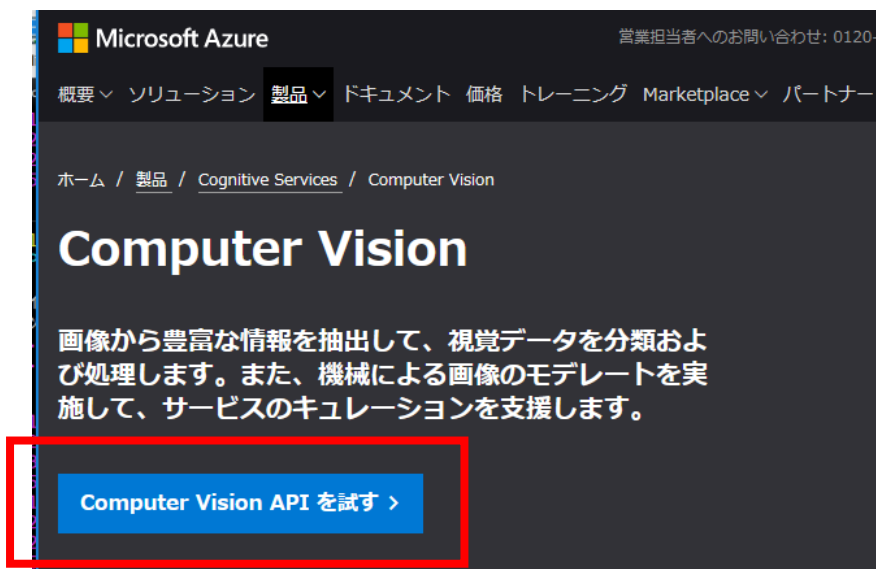 Microsoft Azure
営業担当者へのお問い合わせ: 0120-
概要 ソリューション 製品 ドキュメント 価格 トレーニング Marketplace パートナー
ホーム / 製品 / Cognitive Services / Computer Vision
Computer Vision
画像から豊富な情報を抽出して、視覚データを分類およ
び処理します。また、機械による画像のモデレートを実
施して、サービスのキュレーションを支援します。
Computer Vision API を試す >